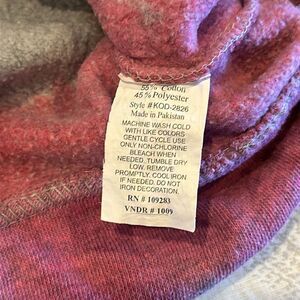 55% Cotton
45% Polyester
Style #KOD-2826
Made in Pakistan
MACHINE WASH COLD
WITH LIKE COLORS
GENTLE CYCLE USE
ONLY NON-CHLORINE
BLEACH WHEN
NEEDED, TUMBLE DRY
LOW. REMOVE
PROMPTLY. COOL IRON
IF NEEDED. DO NOT
IRON DECORATION.
RN # 109283
VNDR # 1009